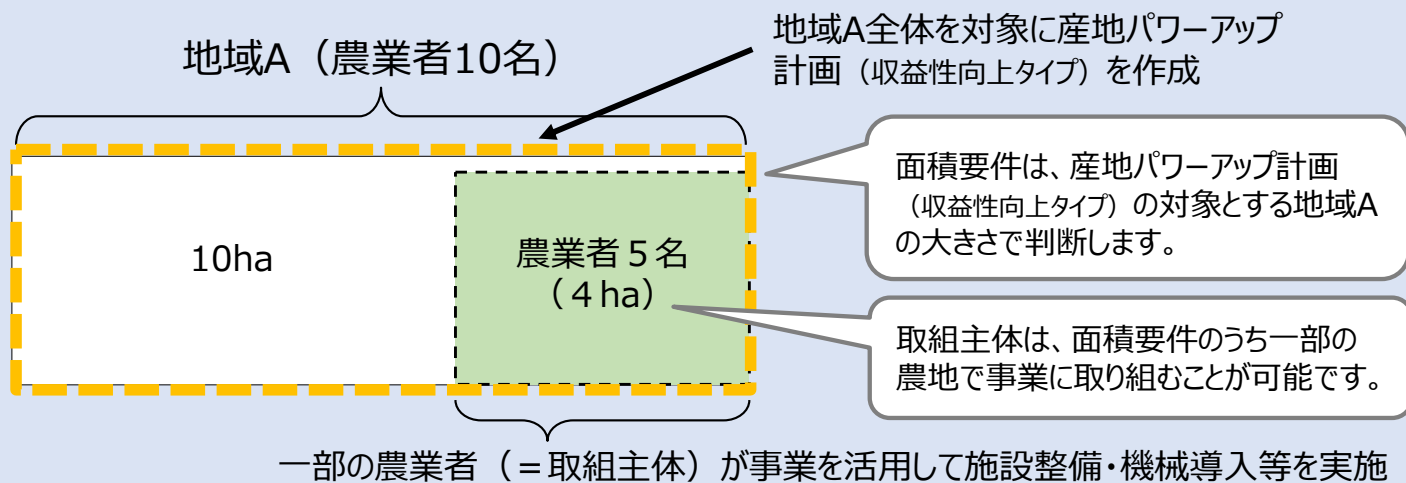 地域A（農業者10名）
地域A全体を対象に産地パワーアップ
計画（収益性向上タイプ）を作成
10ha
農業者５名
（４ha）
面積要件は、産地パワーアップ計画
（収益性向上タイプ）の対象とする地域A
の大きさで判断します。
取組主体は、面積要件のうち一部の
農地で事業に取り組むことが可能です。
一部の農業者（＝取組主体）が事業を活用して施設整備・機械導入等を実施